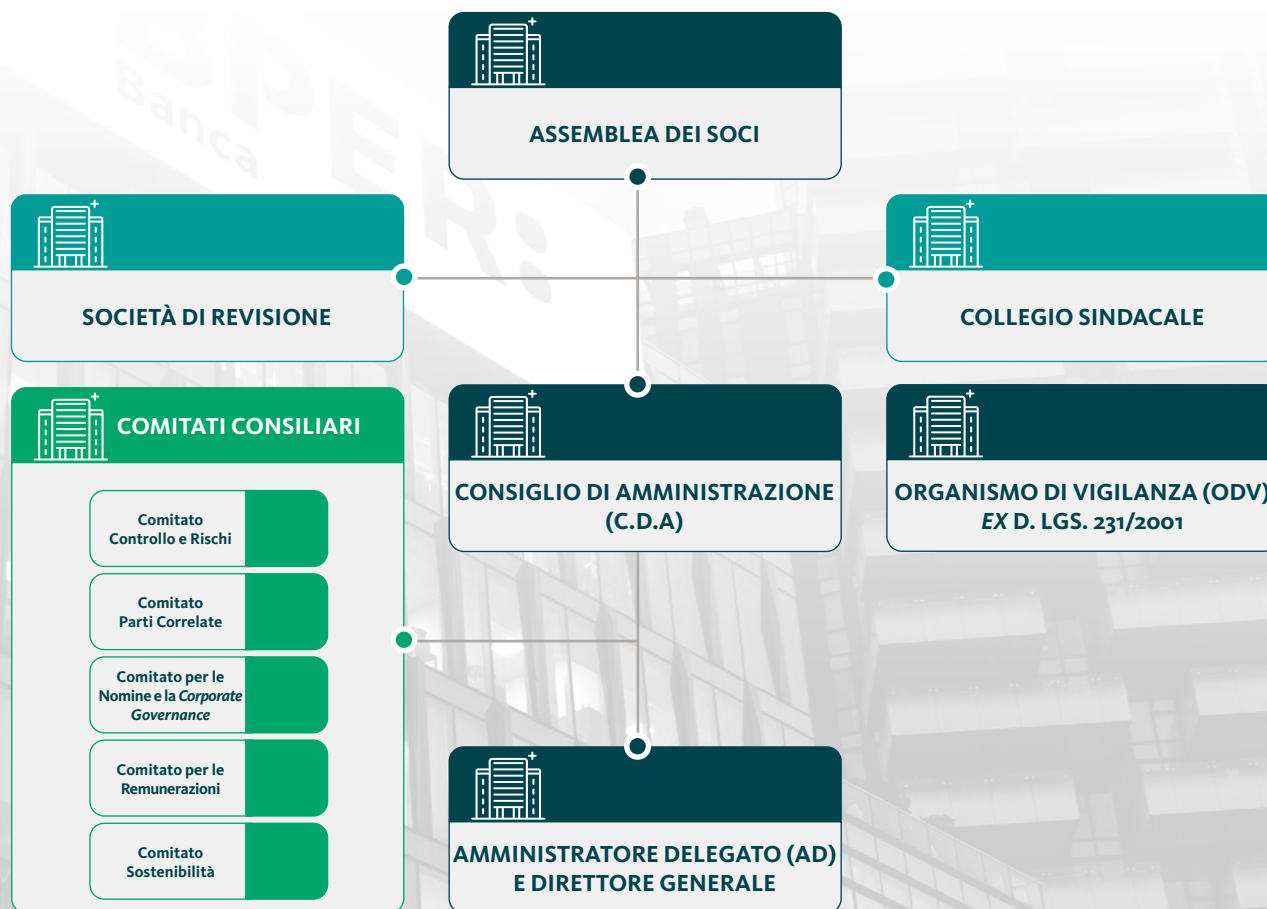 BPER:
Banca
ASSEMBLEA DEI SOCI
SOCIETÀ DI REVISIONE
COLLEGIO SINDACALE
COMITATI CONSILIARI
Comitato
Controllo e Rischi
Comitato
Parti Correlate
Comitato per le
Nomine e la Corporate
Governance
Comitato per le
Remunerazioni
Comitato
Sostenibilità
CONSIGLIO DI AMMINISTRAZIONE
(C.D.A)
ORGANISMO DI VIGILANZA (ODV)
EX D. LGS. 231/2001
AMMINISTRATORE DELEGATO (AD)
E DIRETTORE GENERALE